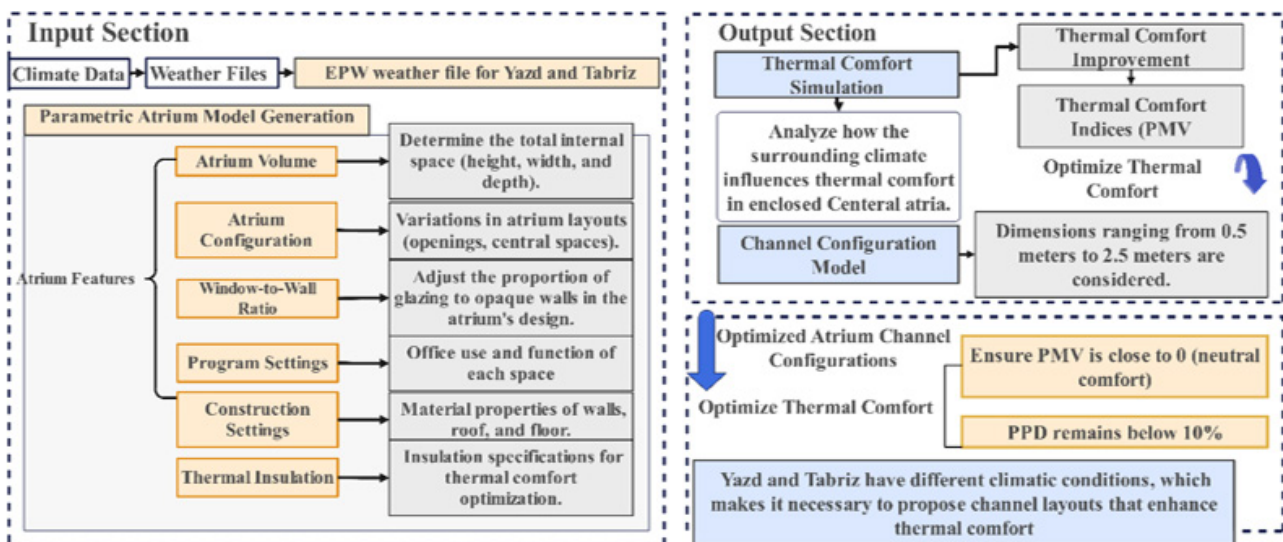 Input Section
Climate Data
Weather Files
EPW weather file for Yazd and Tabriz
Parametric Atrium Model Generation
Atrium Features
Atrium Volume
Determine the total internal
space (height, width, and
depth).
Atrium
Configuration
Variations in atrium layouts
(openings, central spaces).
Window-to-Wall
Ratio
Adjust the proportion of
glazing to opaque walls in the
atrium's design.
Program Settings
Office use and function of
each space
Construction
Settings
Material properties of walls,
roof, and floor.
Thermal Insulation
Insulation specifications for
thermal comfort
optimization.
Output Section
Thermal Comfort
Simulation
Thermal Comfort
Improvement
Thermal Comfort
Indices (PMV
Analyze how the
surrounding climate
influences thermal comfort
in enclosed Centeral atria.
Optimize Thermal
Comfort
Channel Configuration
Model
Dimensions ranging from 0.5
meters to 2.5 meters are
considered.
Optimized Atrium Channel
Configurations
Optimize Thermal Comfort
Ensure PMV is close to 0 (neutral
comfort)
PPD remains below 10%
Yazd and Tabriz have different climatic conditions, which
makes it necessary to propose channel layouts that enhance
thermal comfort